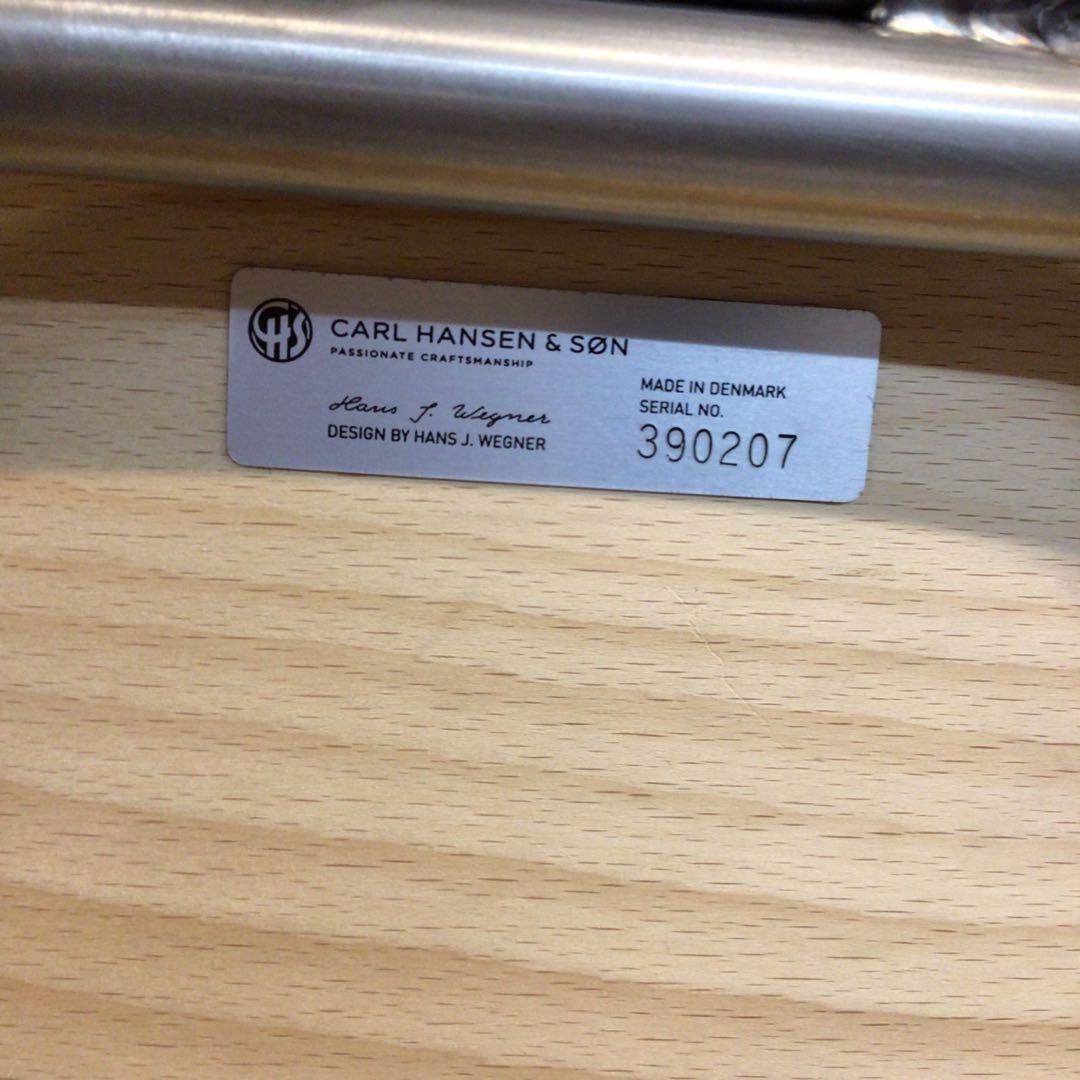 CHS
CARL HANSEN & SØN
PASSIONATE CRAFTSMANSHIP
Hans J. Wegner
DESIGN BY HANS J. WEGNER
MADE IN DENMARK
SERIAL NO.
390207